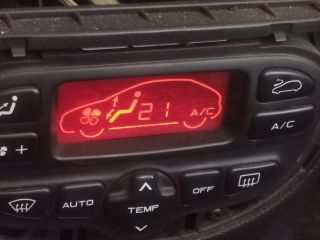 21
A/C
A/C
+
AUTO
TEMP
OFF